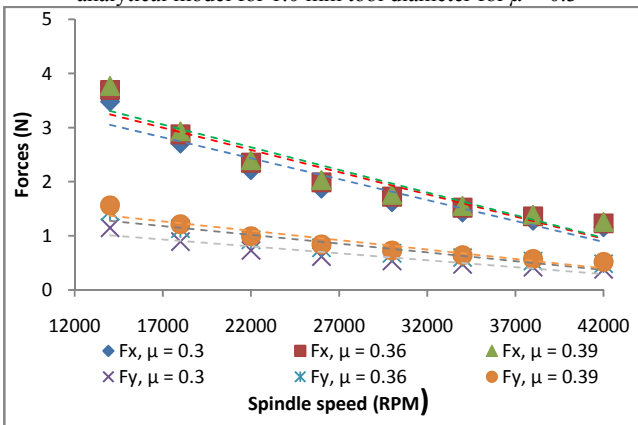 analytical model for 1.0 mm tool diameter for μ = 0.3
5
4
3
2
1
0
Forces (N)
12000 17000 22000 27000 32000 37000 42000
Fx, μ = 0.3 Fx, μ = 0.36 Fx, μ = 0.39
Fy, μ = 0.3 Fy, μ = 0.36 Fy, μ = 0.39
Spindle speed (RPM)